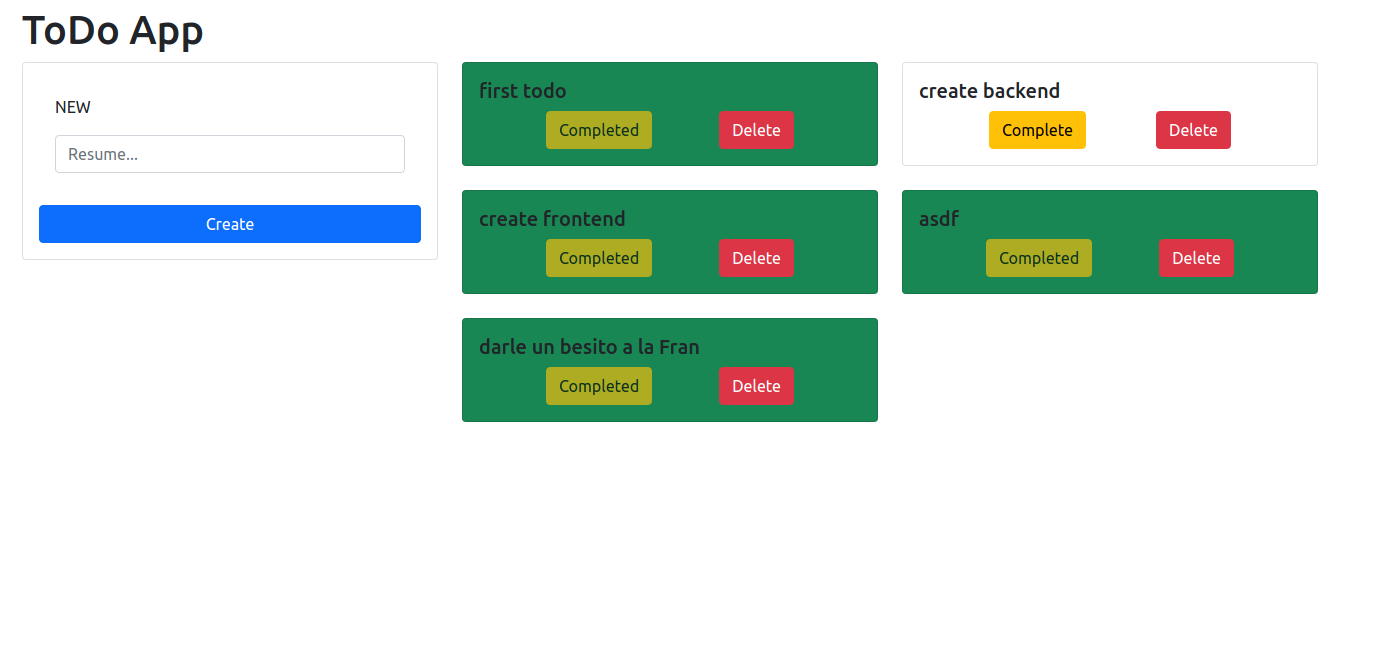 ToDo App
NEW
Resume...
Create
first todo
Completed Delete
create backend
Complete Delete
create frontend
Completed Delete
asdf
Completed Delete
darle un besito a la Fran
Completed Delete